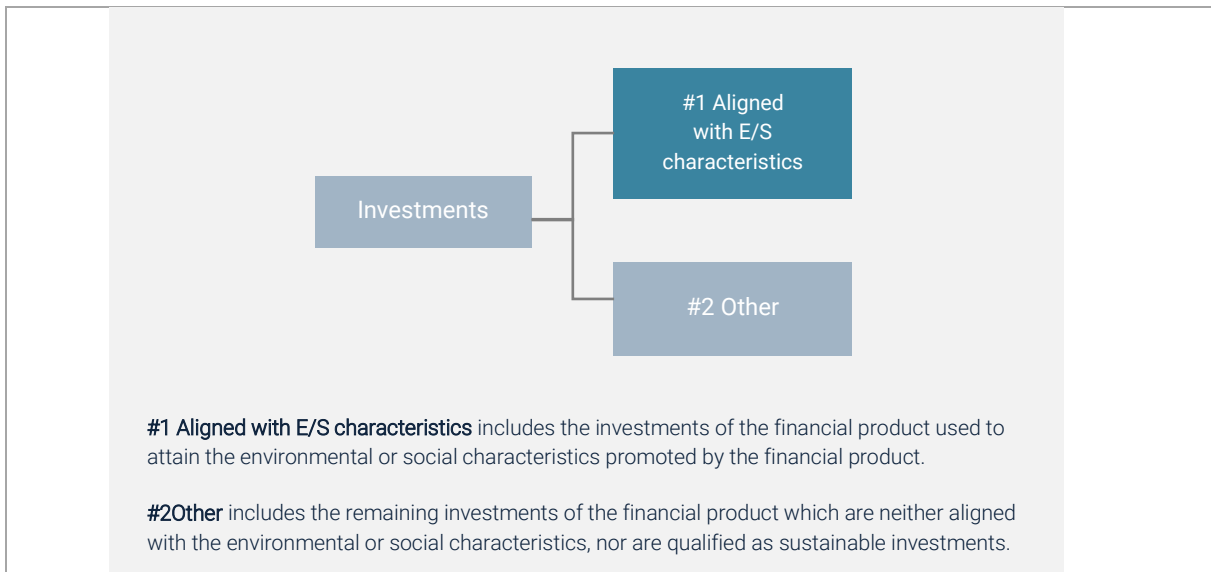 #1 Aligned
with E/S
characteristics
Investments
#2 Other
#1 Aligned with E/S characteristics includes the investments of the financial product used to
attain the environmental or social characteristics promoted by the financial product.
#2Other includes the remaining investments of the financial product which are neither aligned
with the environmental or social characteristics, nor are qualified as sustainable investments.